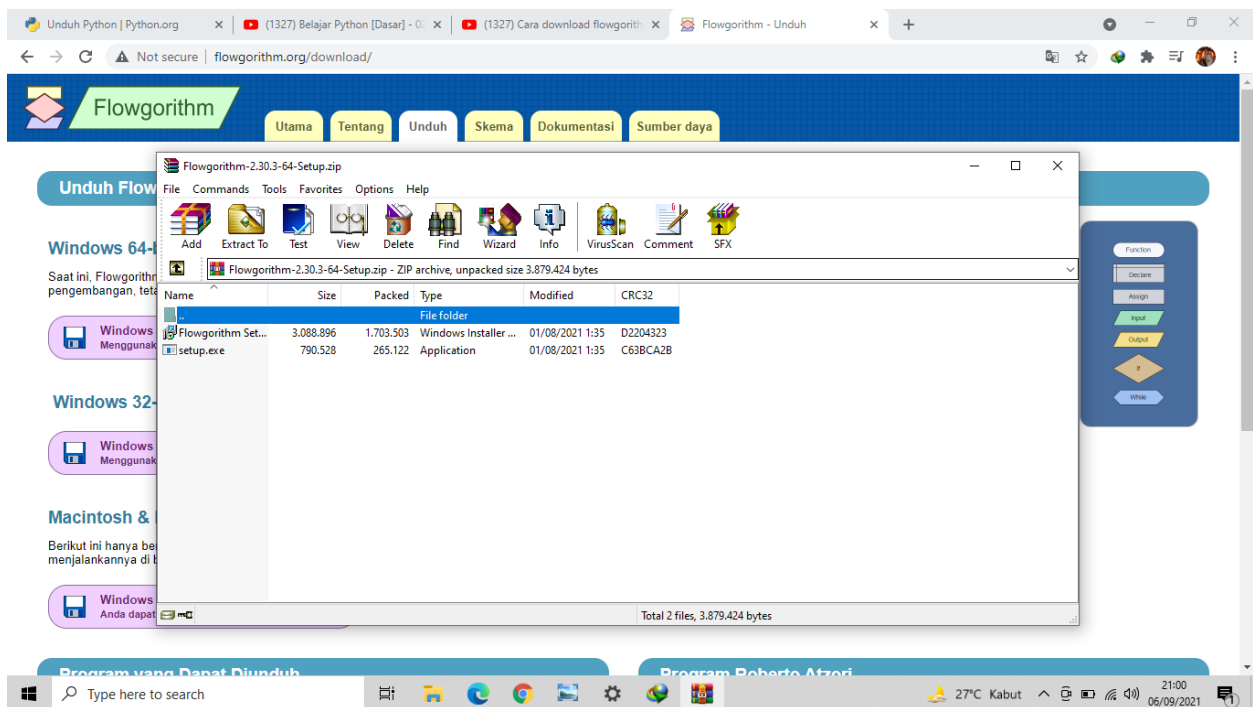 Unduh Python | Python.org
(1327) Belajar Python [Dasar] - 0
(1327) Cara download flowgorith
Flowgorithm - Unduh
Not secure | flowgorithm.org/download/
Flowgorithm
Utama Tentang Unduh Skema Dokumentasi Sumber daya
Unduh Flow
Flowgorithm-2.30.3-64-Setup.zip
File Commands Tools Favorites Options Help
Add Extract To Test View Delete Find Wizard Info VirusScan Comment SFX
Flowgorithm-2.30.3-64-Setup.zip - ZIP archive, unpacked size 3.879.424 bytes
Name Size Packed Type Modified CRC32
.. File folder
Flowgorithm Set... 3.088.896 1.703.503 Windows Installer ... 01/08/2021 1:35 D2204323
setup.exe 790.528 265.122 Application 01/08/2021 1:35 C63BCA2B
Total 2 files, 3.879.424 bytes
Windows 64-b
Saat ini, Flowgorithm
pengembangan, teta
Windows
Menggunak
Windows 32-
Windows
Menggunak
Macintosh &
Berikut ini hanya be
menjalankannya di b
Windows
Anda dapat
Function
Declare
Assign
Input
Output
If
While
Program yang Dapat Diunduh
Program Roberto Atzori
Type here to search
27°C Kabut
21:00
06/09/2021
1